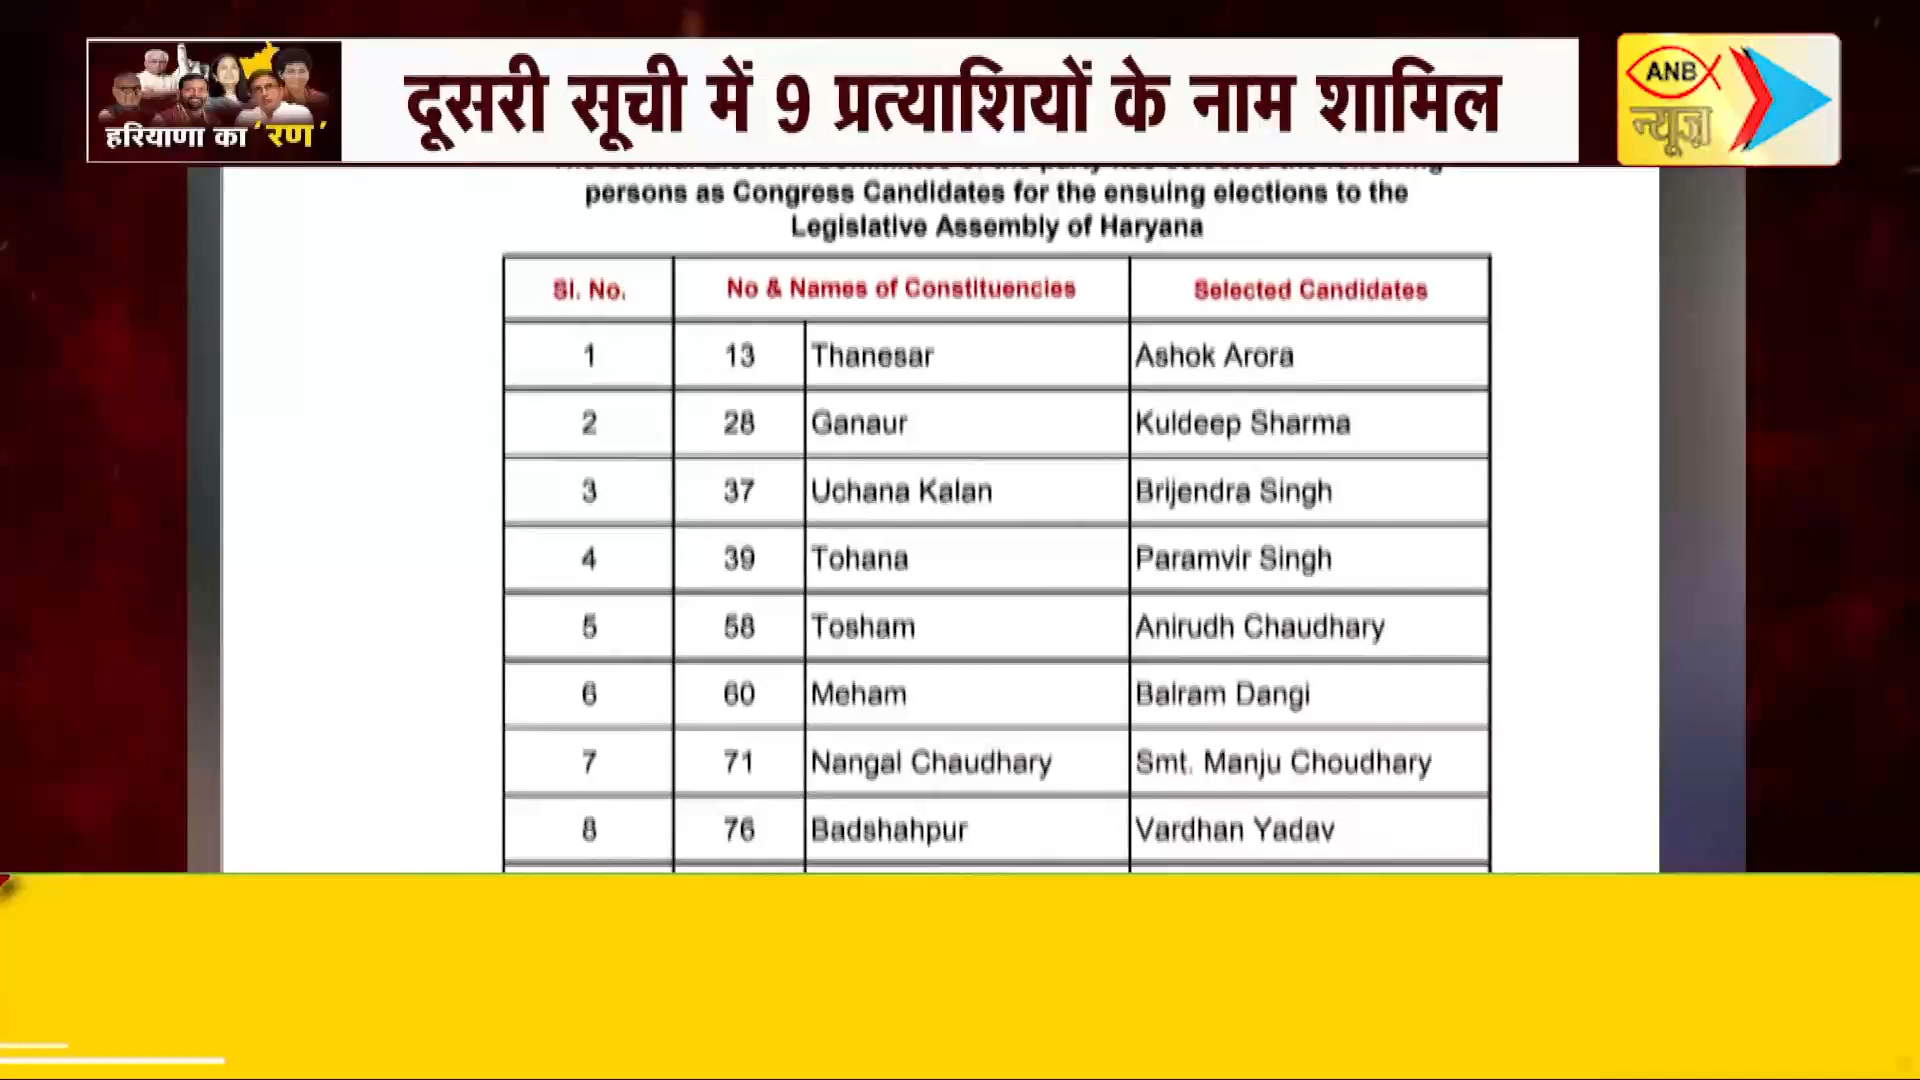 हरियाणा का ‘रण’
दूसरी सूची में 9 प्रत्याशियों के नाम शामिल
ANB
न्यूज़
persons as Congress Candidates for the ensuing elections to the
Legislative Assembly of Haryana
Sl. No. No & Names of Constituencies Selected Candidates
1 13 Thanesar Ashok Arora
2 28 Ganaur Kuldeep Sharma
3 37 Uchana Kalan Brijendra Singh
4 39 Tohana Paramvir Singh
5 58 Tosham Anirudh Chaudhary
6 60 Meham Balram Dangi
7 71 Nangal Chaudhary Smt. Manju Choudhary
8 76 Badshahpur Vardhan Yadav